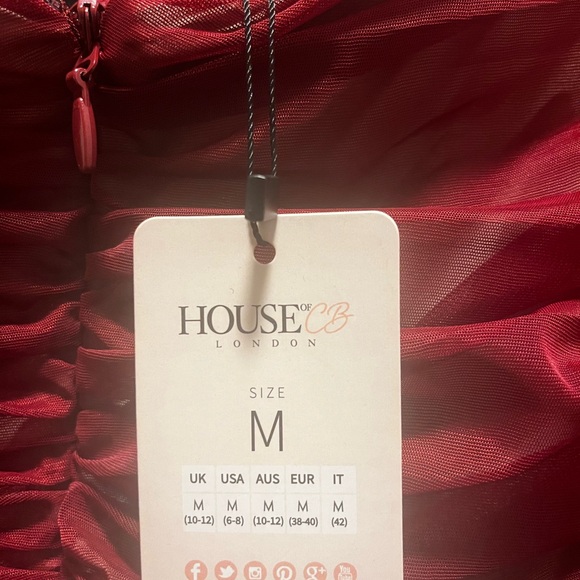 HOUSE OF CB
LONDON
SIZE
M
UK USA AUS EUR IT
M M M M M
(10-12) (6-8) (10-12) (38-40) (42)
f g+ You